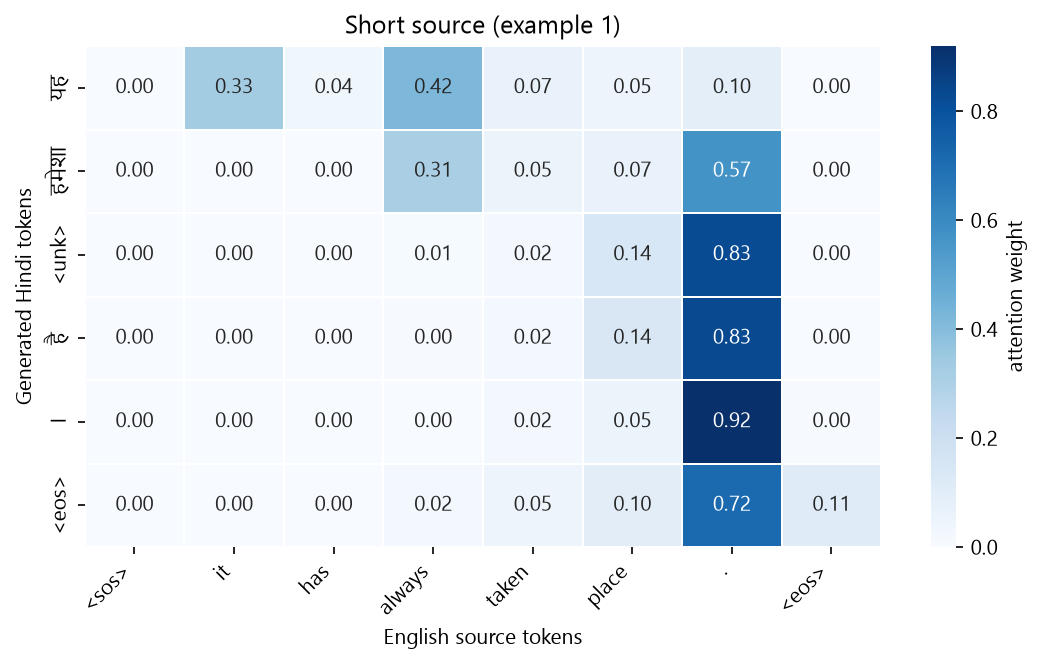 Short source (example 1)
यह 0.00 0.33 0.04 0.42 0.07 0.05 0.10 0.00
हमेशा 0.00 0.00 0.00 0.31 0.05 0.07 0.57 0.00
<unk> 0.00 0.00 0.00 0.01 0.02 0.14 0.83 0.00
है 0.00 0.00 0.00 0.00 0.02 0.14 0.83 0.00
। 0.00 0.00 0.00 0.00 0.02 0.05 0.92 0.00
<eos> 0.00 0.00 0.00 0.02 0.05 0.10 0.72 0.11
<sos> it has always taken place . <eos>
English source tokens
Generated Hindi tokens
0.8
0.6
0.4
0.2
0.0
attention weight